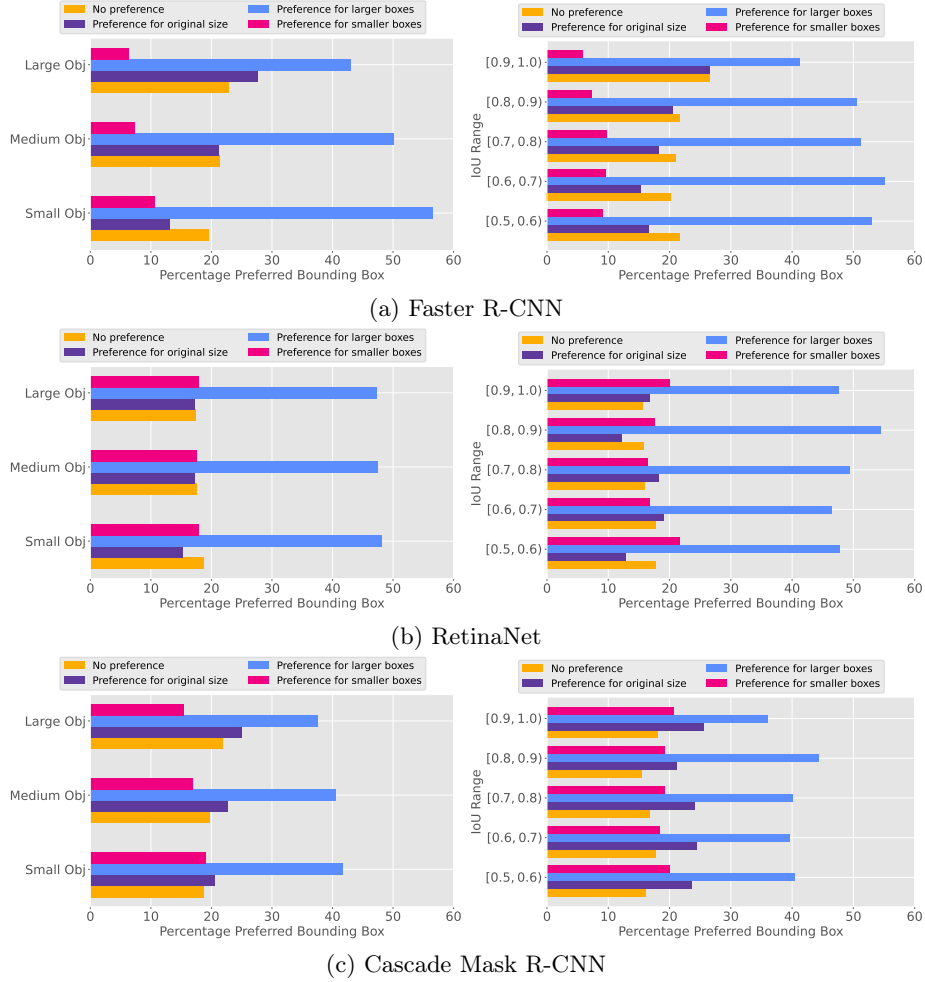 No preference
Preference for original size
Preference for larger boxes
Preference for smaller boxes
Large Obj
Medium Obj
Small Obj
0 10 20 30 40 50 60
Percentage Preferred Bounding Box
No preference
Preference for original size
Preference for larger boxes
Preference for smaller boxes
IoU Range
[0.9, 1.0)
[0.8, 0.9)
[0.7, 0.8)
[0.6, 0.7)
[0.5, 0.6)
0 10 20 30 40 50 60
Percentage Preferred Bounding Box
(a) Faster R-CNN
No preference
Preference for original size
Preference for larger boxes
Preference for smaller boxes
Large Obj
Medium Obj
Small Obj
0 10 20 30 40 50 60
Percentage Preferred Bounding Box
No preference
Preference for original size
Preference for larger boxes
Preference for smaller boxes
IoU Range
[0.9, 1.0)
[0.8, 0.9)
[0.7, 0.8)
[0.6, 0.7)
[0.5, 0.6)
0 10 20 30 40 50 60
Percentage Preferred Bounding Box
(b) RetinaNet
No preference
Preference for original size
Preference for larger boxes
Preference for smaller boxes
Large Obj
Medium Obj
Small Obj
0 10 20 30 40 50 60
Percentage Preferred Bounding Box
No preference
Preference for original size
Preference for larger boxes
Preference for smaller boxes
IoU Range
[0.9, 1.0)
[0.8, 0.9)
[0.7, 0.8)
[0.6, 0.7)
[0.5, 0.6)
0 10 20 30 40 50 60
Percentage Preferred Bounding Box
(c) Cascade Mask R-CNN